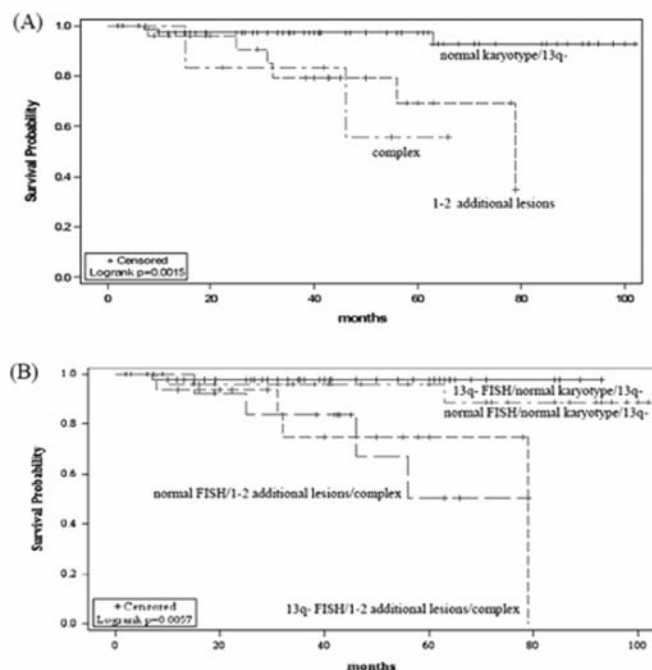 (A)
1.0
0.8
0.6
0.4
0.2
0.0
Survival Probability
normal karyotype/13q-
complex
1-2 additional lesions
+ Censored
Logrank p=0.0015
0 20 40 60 80 100
months
(B)
1.0
0.8
0.6
0.4
0.2
0.0
Survival Probability
13q- FISH/normal karyotype/13q-
normal FISH/normal karyotype/13q-
normal FISH/1-2 additional lesions/complex
13q- FISH/1-2 additional lesions/complex
+ Censored
Logrank p=0.0057
0 20 40 60 80 100
months